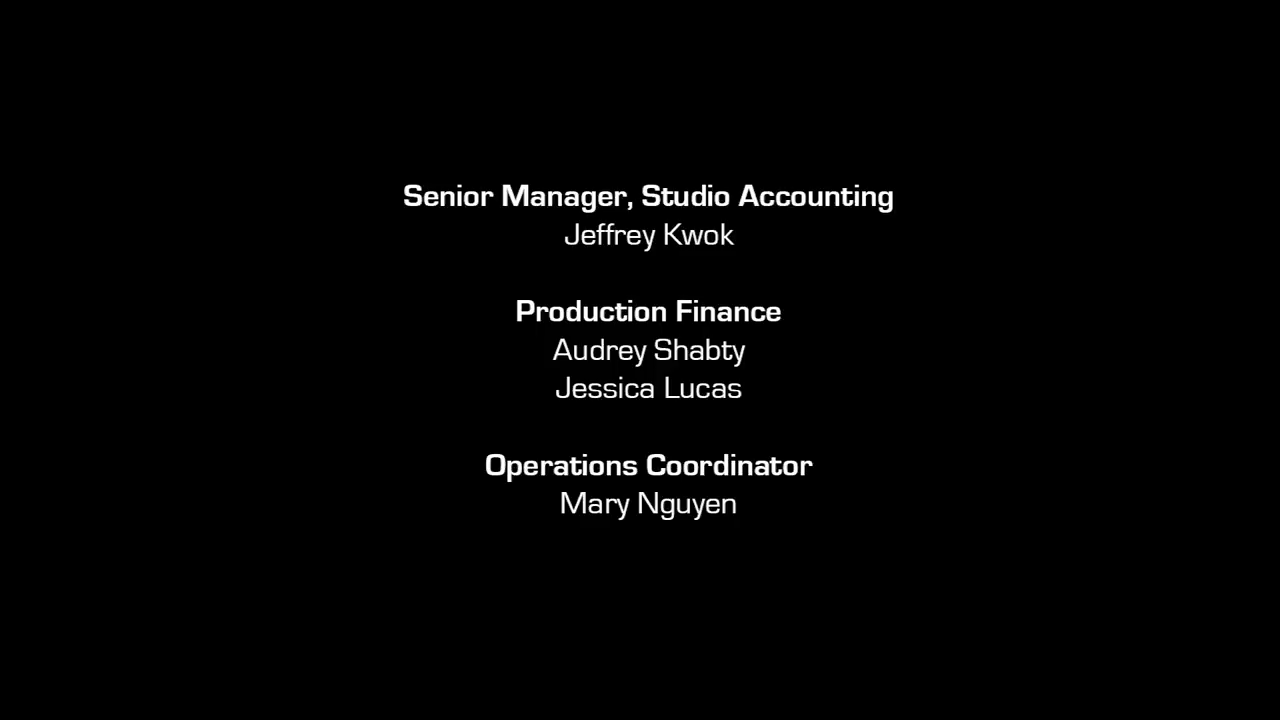 Senior Manager, Studio Accounting
Jeffrey Kwok
Production Finance
Audrey Shabty
Jessica Lucas
Operations Coordinator
Mary Nguyen